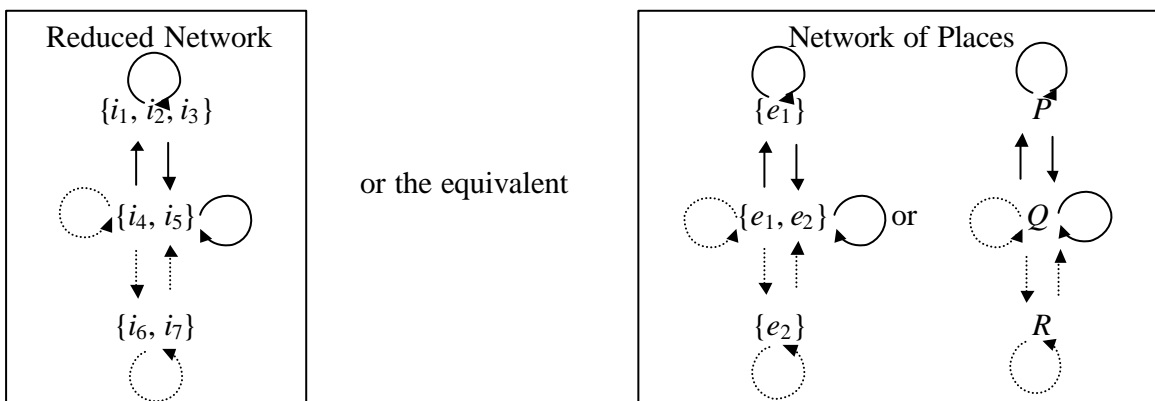 Reduced Network
{i₁, i₂, i₃}
{i₄, i₅}
{i₆, i₇}
or the equivalent
Network of Places
{e₁} P
{e₁, e₂} or Q
{e₂} R